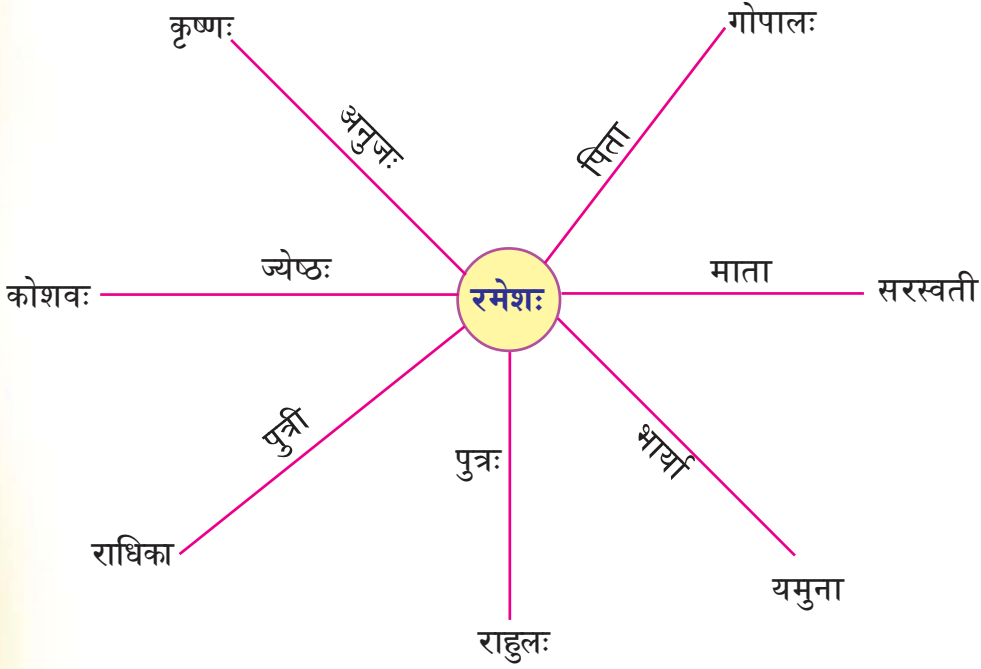 कृष्णः
गोपालः
अनुजः
पिता
ज्येष्ठः
माता
कोशवः
रमेशः
सरस्वती
पुत्री
पुत्रः
भार्या
राधिका
यमुना
राहुलः